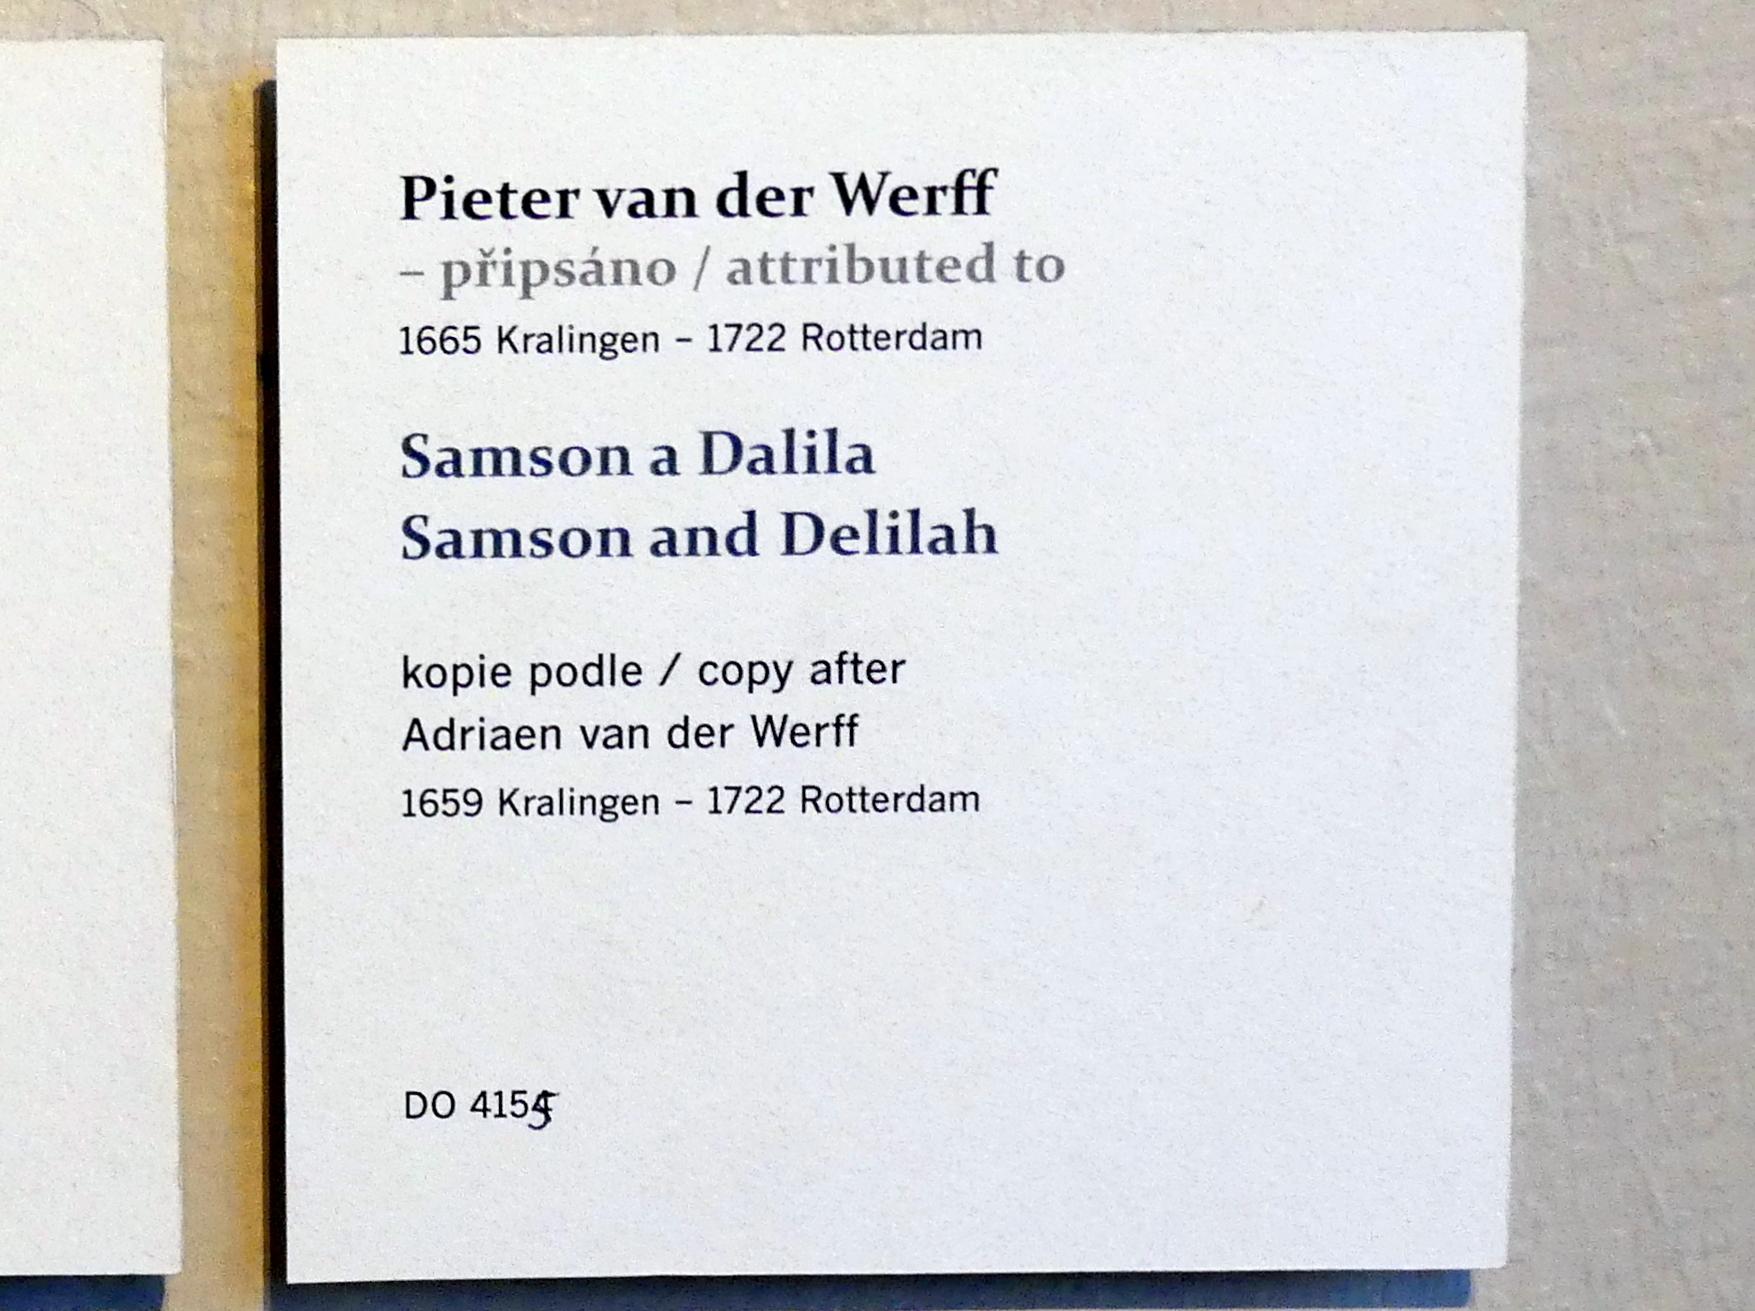 Pieter van der Werff
– připsáno / attributed to
1665 Kralingen – 1722 Rotterdam
Samson a Dalila
Samson and Delilah
kopie podle / copy after
Adriaen van der Werff
1659 Kralingen – 1722 Rotterdam
DO 4155